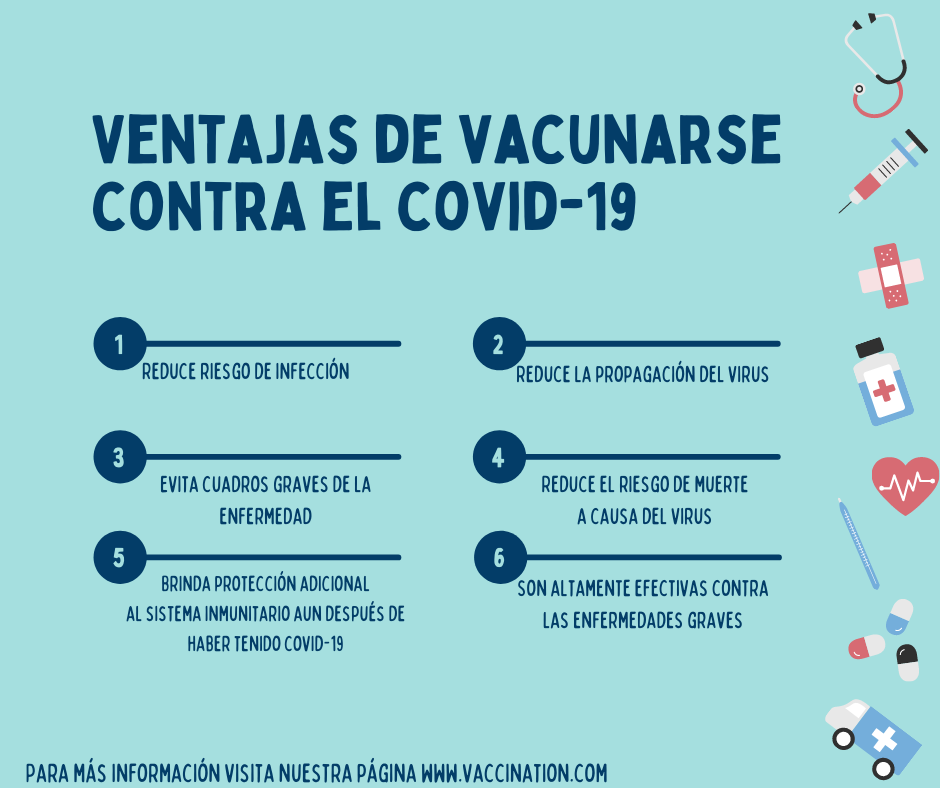 VENTAJAS DE VACUNARSE
CONTRA EL COVID-19
1
REDUCE RIESGO DE INFECCIÓN
2
REDUCE LA PROPAGACIÓN DEL VIRUS
3
EVITA CUADROS GRAVES DE LA
ENFERMEDAD
4
REDUCE EL RIESGO DE MUERTE
A CAUSA DEL VIRUS
5
BRINDA PROTECCIÓN ADICIONAL
AL SISTEMA INMUNITARIO AUN DESPUÉS DE
HABER TENIDO COVID-19
6
SON ALTAMENTE EFECTIVAS CONTRA
LAS ENFERMEDADES GRAVES
PARA MÁS INFORMACIÓN VISITA NUESTRA PÁGINA WWW.VACCINATION.COM